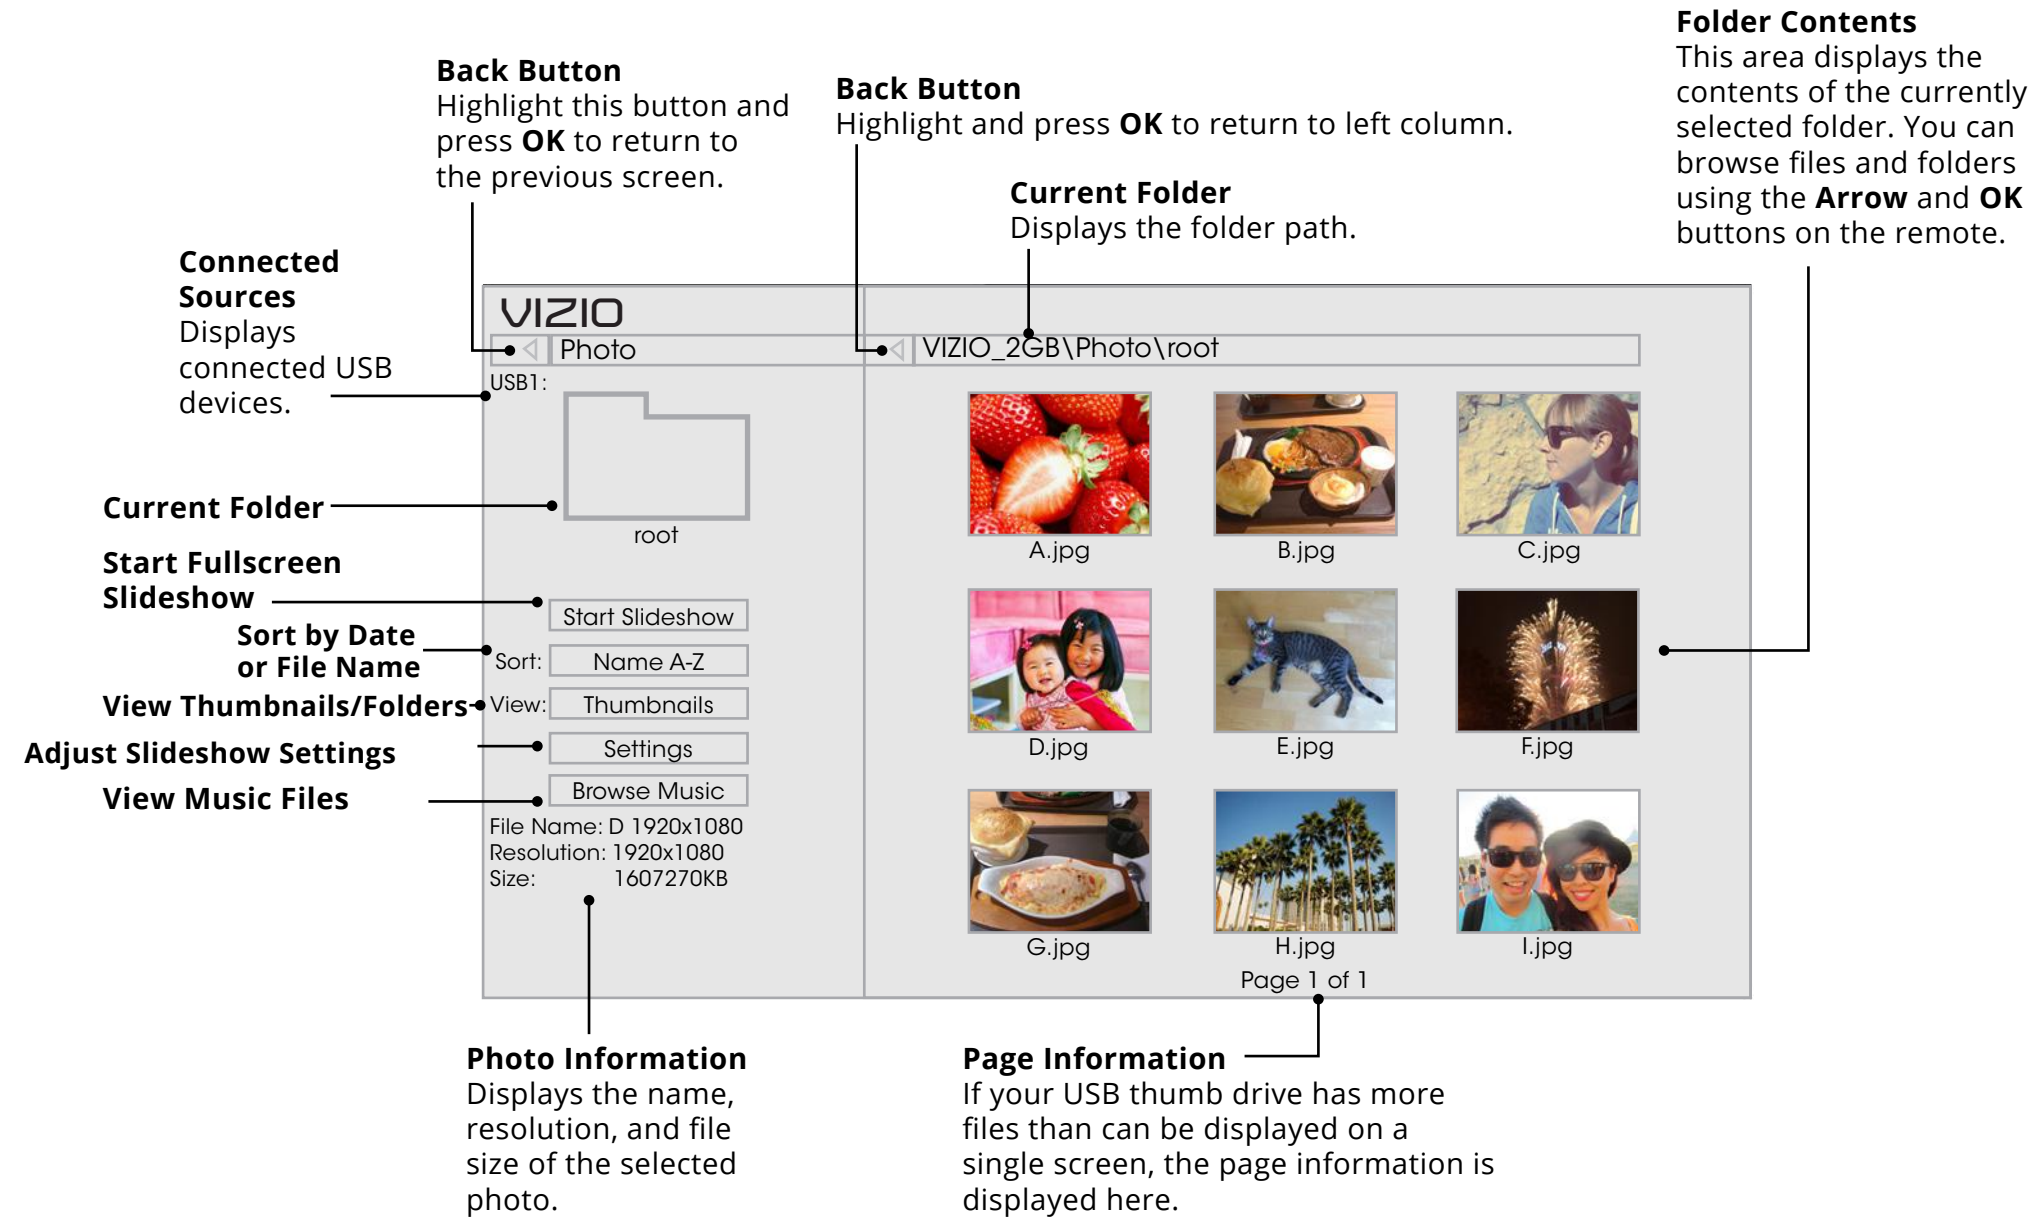 Folder Contents
This area displays the
contents of the currently
selected folder. You can
browse files and folders
using the Arrow and OK
buttons on the remote.
Back Button
Highlight this button and
press OK to return to
the previous screen.
Back Button
Highlight and press OK to return to left column.
Current Folder
Displays the folder path.
Connected
Sources
Displays
connected USB
devices.
Current Folder
Start Fullscreen
Slideshow
Sort by Date
or File Name
View Thumbnails/Folders
Adjust Slideshow Settings
View Music Files
VIZIO
Photo
USB1:
root
Start Slideshow
Sort: Name A-Z
View: Thumbnails
Settings
Browse Music
File Name: D 1920x1080
Resolution: 1920x1080
Size: 1607270KB
VIZIO_2GB\Photo\root
A.jpg B.jpg C.jpg
D.jpg E.jpg F.jpg
G.jpg H.jpg I.jpg
Page 1 of 1
Photo Information
Displays the name,
resolution, and file
size of the selected
photo.
Page Information
If your USB thumb drive has more
files than can be displayed on a
single screen, the page information is
displayed here.